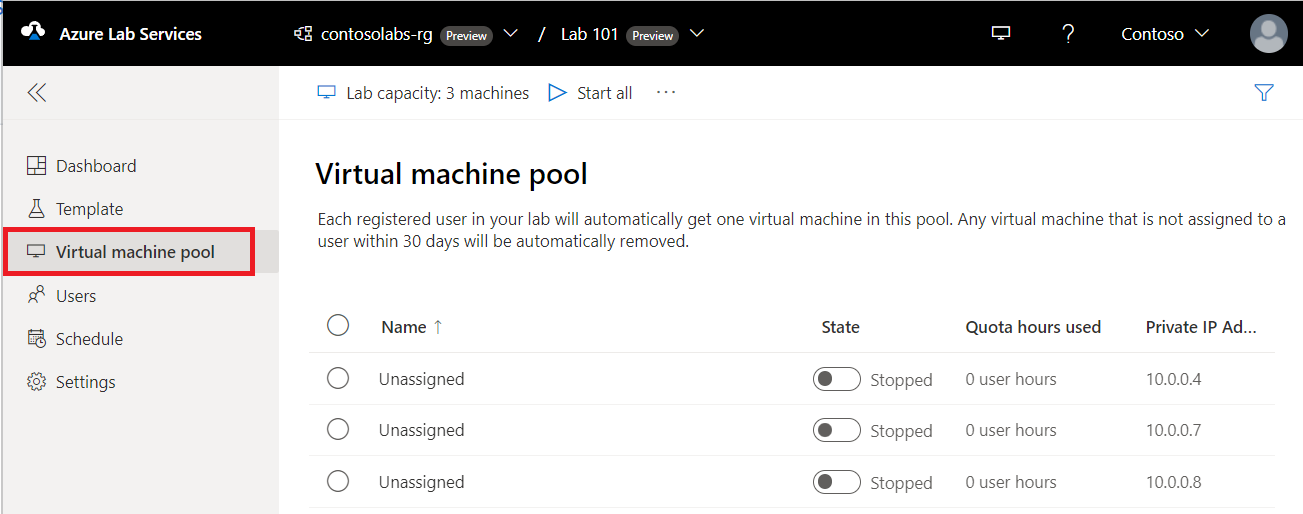 Azure Lab Services contosolabs-rg Preview / Lab 101 Preview ? Contoso
Lab capacity: 3 machines Start all ...
Dashboard
Template
Virtual machine pool
Users
Schedule
Settings
Virtual machine pool
Each registered user in your lab will automatically get one virtual machine in this pool. Any virtual machine that is not assigned to a
user within 30 days will be automatically removed.
Name ↑ State Quota hours used Private IP Ad...
Unassigned Stopped 0 user hours 10.0.0.4
Unassigned Stopped 0 user hours 10.0.0.7
Unassigned Stopped 0 user hours 10.0.0.8